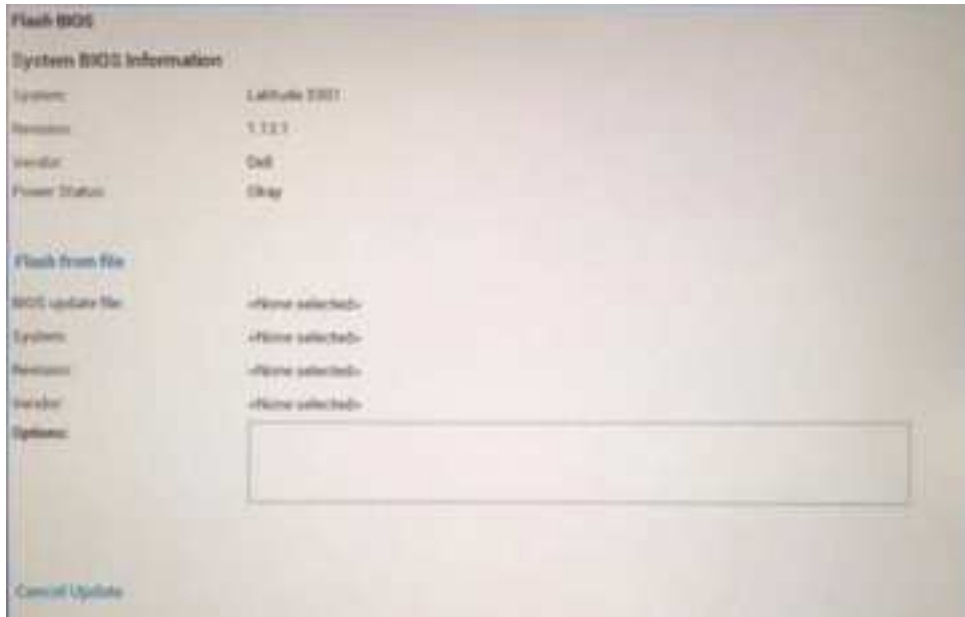 Flash BIOS
System BIOS Information
System: Latitude
Revision:
Vendor: Dell
Power Status: Okay
Flash from file
BIOS update file: <None selected>
System: <None selected>
Revision: <None selected>
Vendor: <None selected>
Options:
Cancel Update